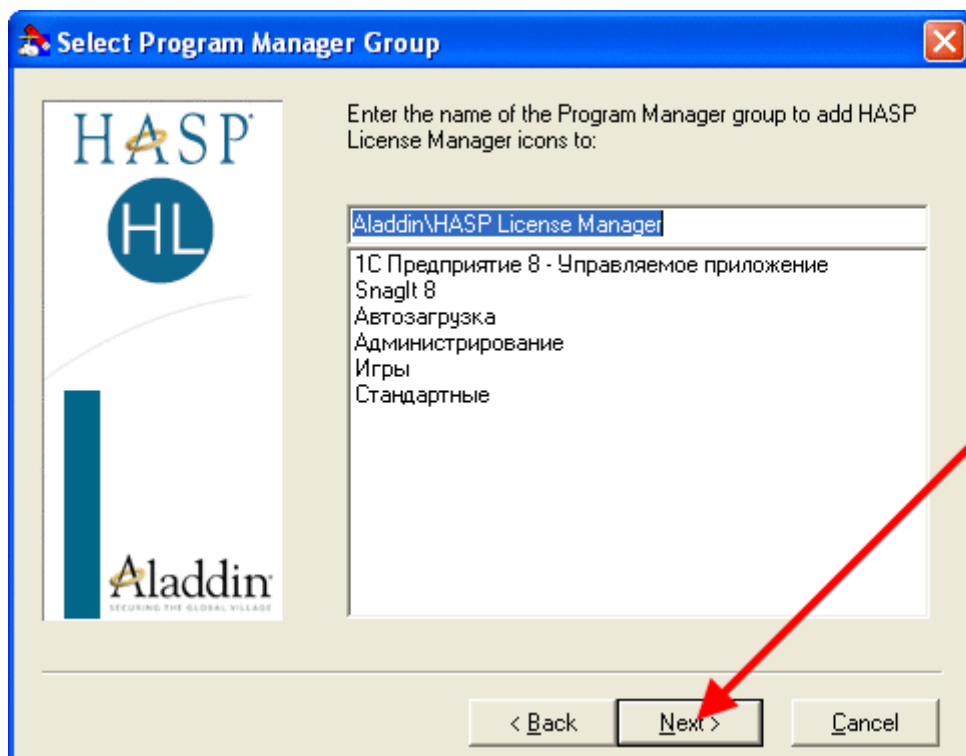 Select Program Manager Group
HASP
HL
Aladdin
SECURING THE GLOBAL VILLAGE
Enter the name of the Program Manager group to add HASP
License Manager icons to:
Aladdin\HASP License Manager
1С Предприятие 8 - Управляемое приложение
SnagIt 8
Автозагрузка
Администрирование
Игры
Стандартные
< Back
Next >
Cancel